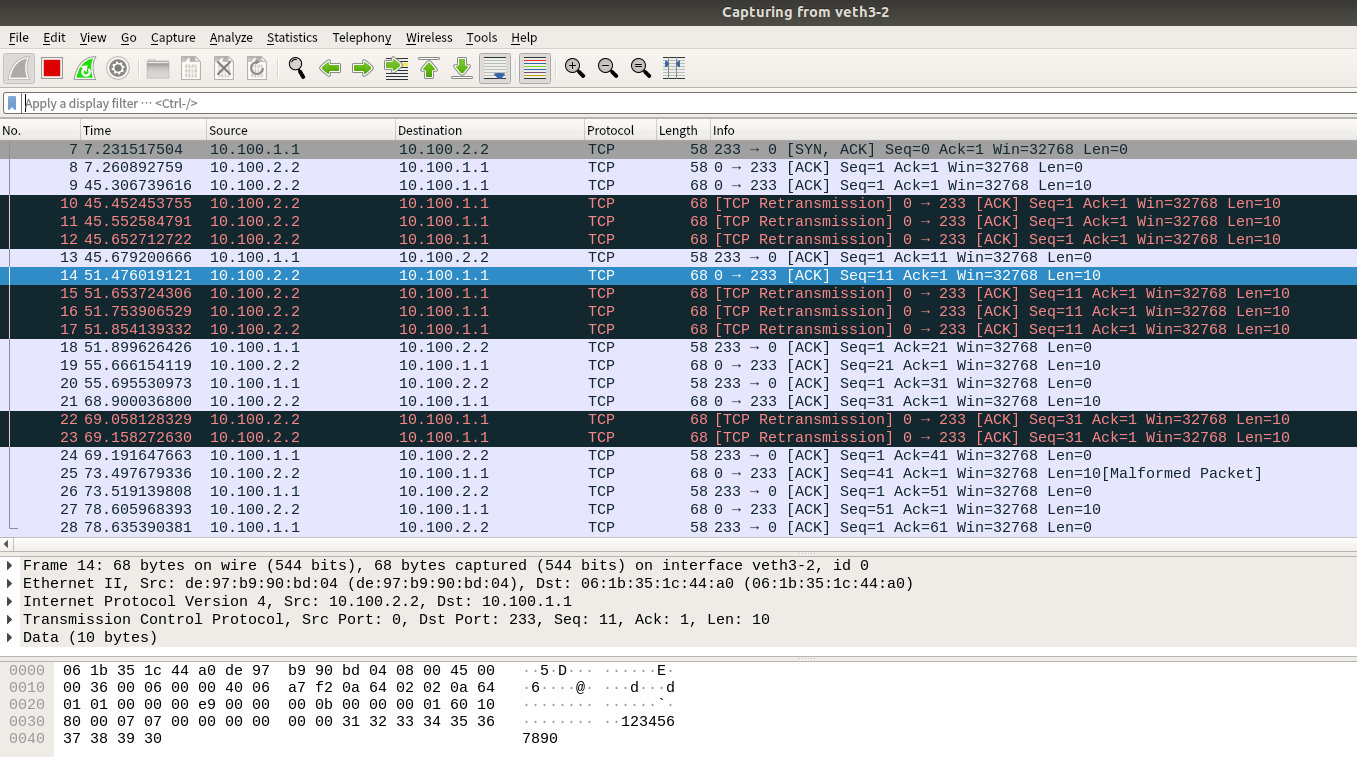 Capturing from veth3-2
File Edit View Go Capture Analyze Statistics Telephony Wireless Tools Help
Apply a display filter ··· <Ctrl-/>
No. Time Source Destination Protocol Length Info
7 7.231517504 10.100.1.1 10.100.2.2 TCP 58 233 → 0 [SYN, ACK] Seq=0 Ack=1 Win=32768 Len=0
8 7.260892759 10.100.2.2 10.100.1.1 TCP 58 0 → 233 [ACK] Seq=1 Ack=1 Win=32768 Len=0
9 45.306739616 10.100.2.2 10.100.1.1 TCP 68 0 → 233 [ACK] Seq=1 Ack=1 Win=32768 Len=10
10 45.452453755 10.100.2.2 10.100.1.1 TCP 68 [TCP Retransmission] 0 → 233 [ACK] Seq=1 Ack=1 Win=32768 Len=10
11 45.552584791 10.100.2.2 10.100.1.1 TCP 68 [TCP Retransmission] 0 → 233 [ACK] Seq=1 Ack=1 Win=32768 Len=10
12 45.652712722 10.100.2.2 10.100.1.1 TCP 68 [TCP Retransmission] 0 → 233 [ACK] Seq=1 Ack=1 Win=32768 Len=10
13 45.679200666 10.100.1.1 10.100.2.2 TCP 58 233 → 0 [ACK] Seq=1 Ack=11 Win=32768 Len=0
14 51.476019121 10.100.2.2 10.100.1.1 TCP 68 0 → 233 [ACK] Seq=11 Ack=1 Win=32768 Len=10
15 51.653724306 10.100.2.2 10.100.1.1 TCP 68 [TCP Retransmission] 0 → 233 [ACK] Seq=11 Ack=1 Win=32768 Len=10
16 51.753906529 10.100.2.2 10.100.1.1 TCP 68 [TCP Retransmission] 0 → 233 [ACK] Seq=11 Ack=1 Win=32768 Len=10
17 51.854139332 10.100.2.2 10.100.1.1 TCP 68 [TCP Retransmission] 0 → 233 [ACK] Seq=11 Ack=1 Win=32768 Len=10
18 51.899626426 10.100.1.1 10.100.2.2 TCP 58 233 → 0 [ACK] Seq=1 Ack=21 Win=32768 Len=0
19 55.666154119 10.100.2.2 10.100.1.1 TCP 68 0 → 233 [ACK] Seq=21 Ack=1 Win=32768 Len=10
20 55.695530973 10.100.1.1 10.100.2.2 TCP 58 233 → 0 [ACK] Seq=1 Ack=31 Win=32768 Len=0
21 68.900036800 10.100.2.2 10.100.1.1 TCP 68 0 → 233 [ACK] Seq=31 Ack=1 Win=32768 Len=10
22 69.058128329 10.100.2.2 10.100.1.1 TCP 68 [TCP Retransmission] 0 → 233 [ACK] Seq=31 Ack=1 Win=32768 Len=10
23 69.158272630 10.100.2.2 10.100.1.1 TCP 68 [TCP Retransmission] 0 → 233 [ACK] Seq=31 Ack=1 Win=32768 Len=10
24 69.191647663 10.100.1.1 10.100.2.2 TCP 58 233 → 0 [ACK] Seq=1 Ack=41 Win=32768 Len=0
25 73.497679336 10.100.2.2 10.100.1.1 TCP 68 0 → 233 [ACK] Seq=41 Ack=1 Win=32768 Len=10[Malformed Packet]
26 73.519139808 10.100.1.1 10.100.2.2 TCP 58 233 → 0 [ACK] Seq=1 Ack=51 Win=32768 Len=0
27 78.605968393 10.100.2.2 10.100.1.1 TCP 68 0 → 233 [ACK] Seq=51 Ack=1 Win=32768 Len=10
28 78.635390381 10.100.1.1 10.100.2.2 TCP 58 233 → 0 [ACK] Seq=1 Ack=61 Win=32768 Len=0
Frame 14: 68 bytes on wire (544 bits), 68 bytes captured (544 bits) on interface veth3-2, id 0
Ethernet II, Src: de:97:b9:90:bd:04 (de:97:b9:90:bd:04), Dst: 06:1b:35:1c:44:a0 (06:1b:35:1c:44:a0)
Internet Protocol Version 4, Src: 10.100.2.2, Dst: 10.100.1.1
Transmission Control Protocol, Src Port: 0, Dst Port: 233, Seq: 11, Ack: 1, Len: 10
Data (10 bytes)
0000 06 1b 35 1c 44 a0 de 97 b9 90 bd 04 08 00 45 00 ··5·D··· ······E·
0010 00 36 00 06 00 00 40 06 a7 f2 0a 64 02 02 0a 64 ·6····@· ···d···d
0020 01 01 00 00 00 e9 00 00 00 0b 00 00 00 01 60 10 ········ ······`·
0030 80 00 07 07 00 00 00 00 00 00 31 32 33 34 35 36 ········ ··123456
0040 37 38 39 30 7890